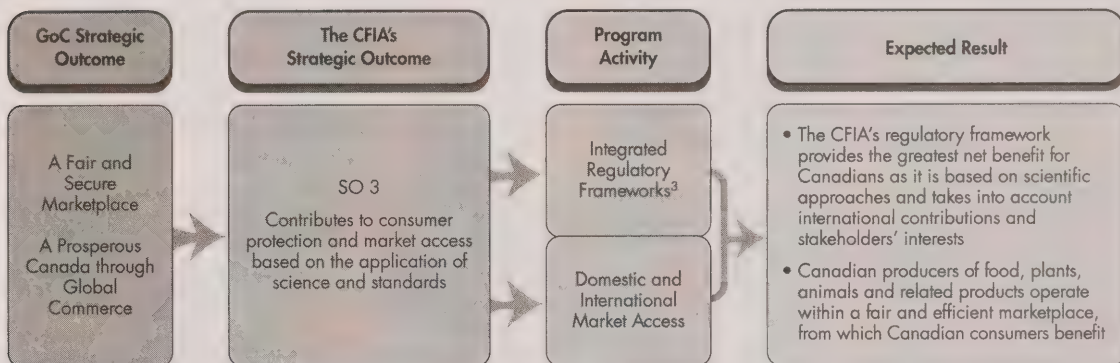 GoC Strategic
Outcome
The CFIA's
Strategic Outcome
Program
Activity
Expected Result
A Fair and
Secure
Marketplace
A Prosperous
Canada through
Global
Commerce
SO 3
Contributes to consumer
protection and market access
based on the application of
science and standards
Integrated
Regulatory
Frameworks³
Domestic and
International
Market Access
• The CFIA's regulatory framework
provides the greatest net benefit for
Canadians as it is based on scientific
approaches and takes into account
international contributions and
stakeholders' interests
• Canadian producers of food, plants,
animals and related products operate
within a fair and efficient marketplace,
from which Canadian consumers benefit